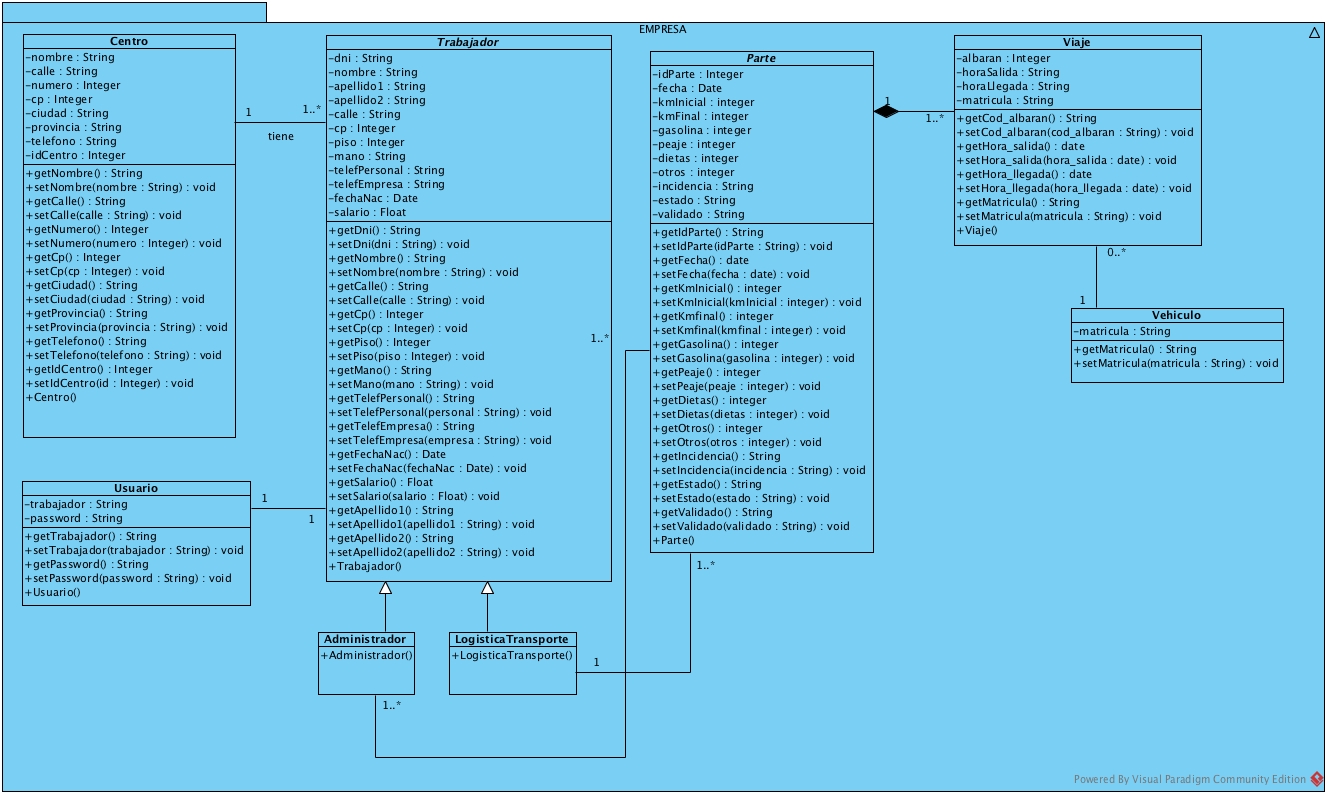 EMPRESA
Centro
-nombre : String
-calle : String
-numero : Integer
-cp : Integer
-ciudad : String
-provincia : String
-telefono : String
-idCentro : Integer
+getNombre() : String
+setNombre(nombre : String) : void
+getCalle() : String
+setCalle(calle : String) : void
+getNumero() : Integer
+setNumero(numero : Integer) : void
+getCp() : Integer
+setCp(cp : Integer) : void
+getCiudad() : String
+setCiudad(ciudad : String) : void
+getProvincia() : String
+setProvincia(provincia : String) : void
+getTelefono() : String
+setTelefono(telefono : String) : void
+getIdCentro() : Integer
+setIdCentro(id : Integer) : void
+Centro()
1
1..*
tiene
Trabajador
-dni : String
-nombre : String
-apellido1 : String
-apellido2 : String
-calle : String
-cp : Integer
-piso : Integer
-mano : String
-telefPersonal : String
-telefEmpresa : String
-fechaNac : Date
-salario : Float
+getDni() : String
+setDni(dni : String) : void
+getNombre() : String
+setNombre(nombre : String) : void
+getCalle() : String
+setCalle(calle : String) : void
+getCp() : Integer
+setCp(cp : Integer) : void
+getPiso() : Integer
+setPiso(piso : Integer) : void
+getMano() : String
+setMano(mano : String) : void
+getTelefPersonal() : String
+setTelefPersonal(personal : String) : void
+getTelefEmpresa() : String
+setTelefEmpresa(empresa : String) : void
+getFechaNac() : Date
+setFechaNac(fechaNac : Date) : void
+getSalario() : Float
+setSalario(salario : Float) : void
+getApellido1() : String
+setApellido1(apellido1 : String) : void
+getApellido2() : String
+setApellido2(apellido2 : String) : void
+Trabajador()
1..*
Parte
-idParte : Integer
-fecha : Date
-kmInicial : integer
-kmFinal : integer
-gasolina : integer
-peaje : integer
-dietas : integer
-otros : integer
-incidencia : String
-estado : String
-validado : String
+getIdParte() : String
+setIdParte(idParte : String) : void
+getFecha() : date
+setFecha(fecha : date) : void
+getKmInicial() : integer
+setKmInicial(kmInicial : integer) : void
+getKmfinal() : integer
+setKmfinal(kmfinal : integer) : void
+getGasolina() : integer
+setGasolina(gasolina : integer) : void
+getPeaje() : integer
+setPeaje(peaje : integer) : void
+getDietas() : integer
+setDietas(dietas : integer) : void
+getOtros() : integer
+setOtros(otros : integer) : void
+getIncidencia() : String
+setIncidencia(incidencia : String) : void
+getEstado() : String
+setEstado(estado : String) : void
+getValidado() : String
+setValidado(validado : String) : void
+Parte()
1
1..*
Viaje
-albaran : Integer
-horaSalida : String
-horaLlegada : String
-matricula : String
+getCod_albaran() : String
+setCod_albaran(cod_albaran : String) : void
+getHora_salida() : date
+setHora_salida(hora_salida : date) : void
+getHora_llegada() : date
+setHora_llegada(hora_llegada : date) : void
+getMatricula() : String
+setMatricula(matricula : String) : void
+Viaje()
0..*
1
Vehiculo
-matricula : String
+getMatricula() : String
+setMatricula(matricula : String) : void
Usuario
-trabajador : String
-password : String
+getTrabajador() : String
+setTrabajador(trabajador : String) : void
+getPassword() : String
+setPassword(password : String) : void
+Usuario()
1
1
1..*
Administrador
+Administrador()
LogisticaTransporte
+LogisticaTransporte()
1
1..*
Powered By Visual Paradigm Community Edition